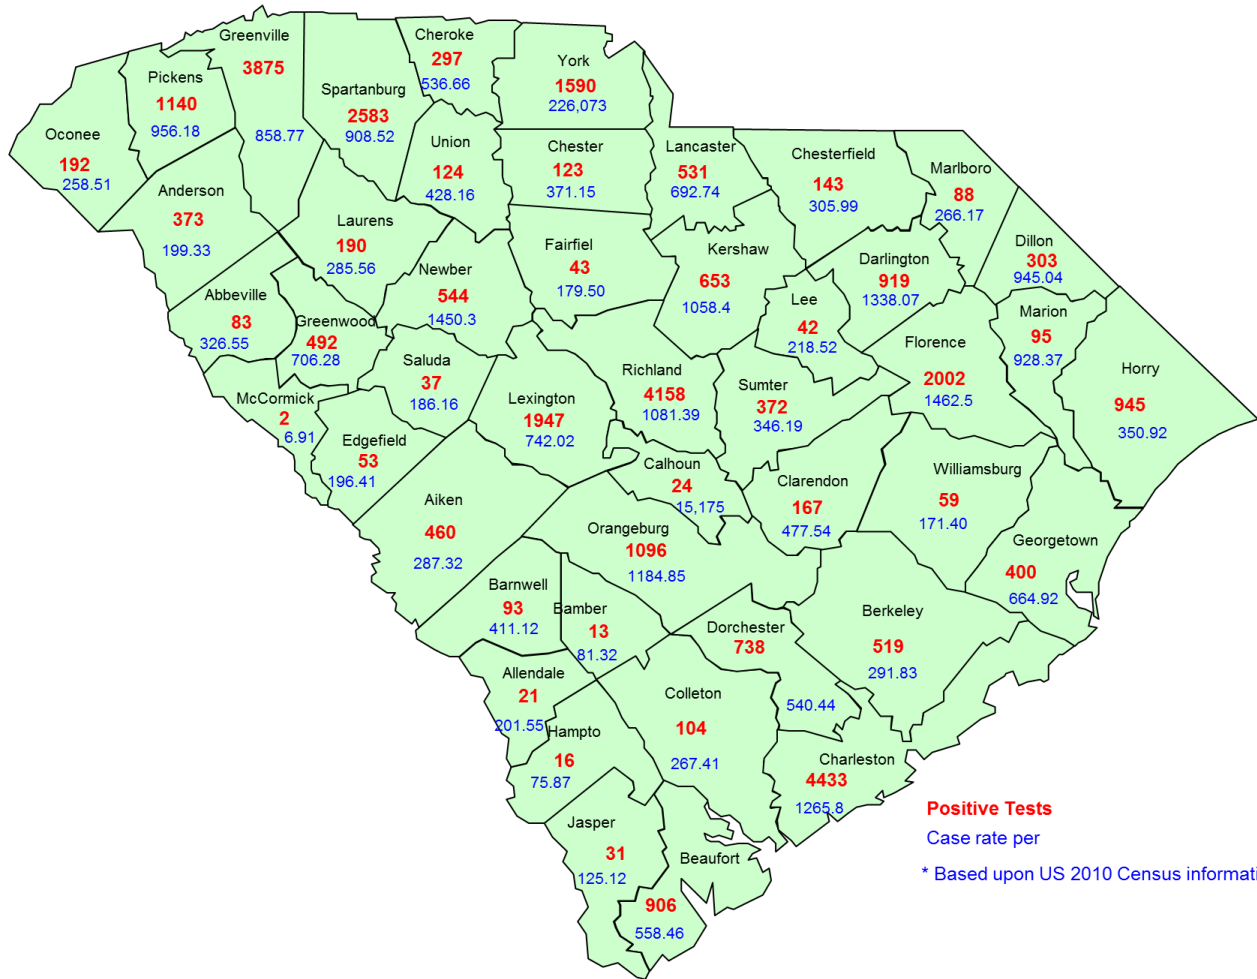 Greenville
3875
858.77
Cheroke
297
536.66
York
1590
226,073
Pickens
1140
956.18
Spartanburg
2583
908.52
Oconee
192
258.51
Union
124
428.16
Chester
123
371.15
Lancaster
531
692.74
Chesterfield
143
305.99
Marlboro
88
266.17
Anderson
373
199.33
Laurens
190
285.56
Newber
544
1450.3
Fairfiel
43
179.50
Kershaw
653
1058.4
Darlington
919
1338.07
Dillon
303
945.04
Abbeville
83
326.55
Greenwood
492
706.28
Lee
42
218.52
Marion
95
928.37
Saluda
37
186.16
Florence
2002
1462.5
Horry
945
350.92
McCormick
2
6.91
Lexington
1947
742.02
Richland
4158
1081.39
Sumter
372
346.19
Edgefield
53
196.41
Calhoun
24
15,175
Clarendon
167
477.54
Williamsburg
59
171.40
Aiken
460
287.32
Orangeburg
1096
1184.85
Georgetown
400
664.92
Barnwell
93
411.12
Bamber
13
81.32
Dorchester
738
540.44
Berkeley
519
291.83
Allendale
21
201.55
Colleton
104
267.41
Hampto
16
75.87
Charleston
4433
1265.8
Jasper
31
125.12
Beaufort
906
558.46
Positive Tests
Case rate per
* Based upon US 2010 Census informati